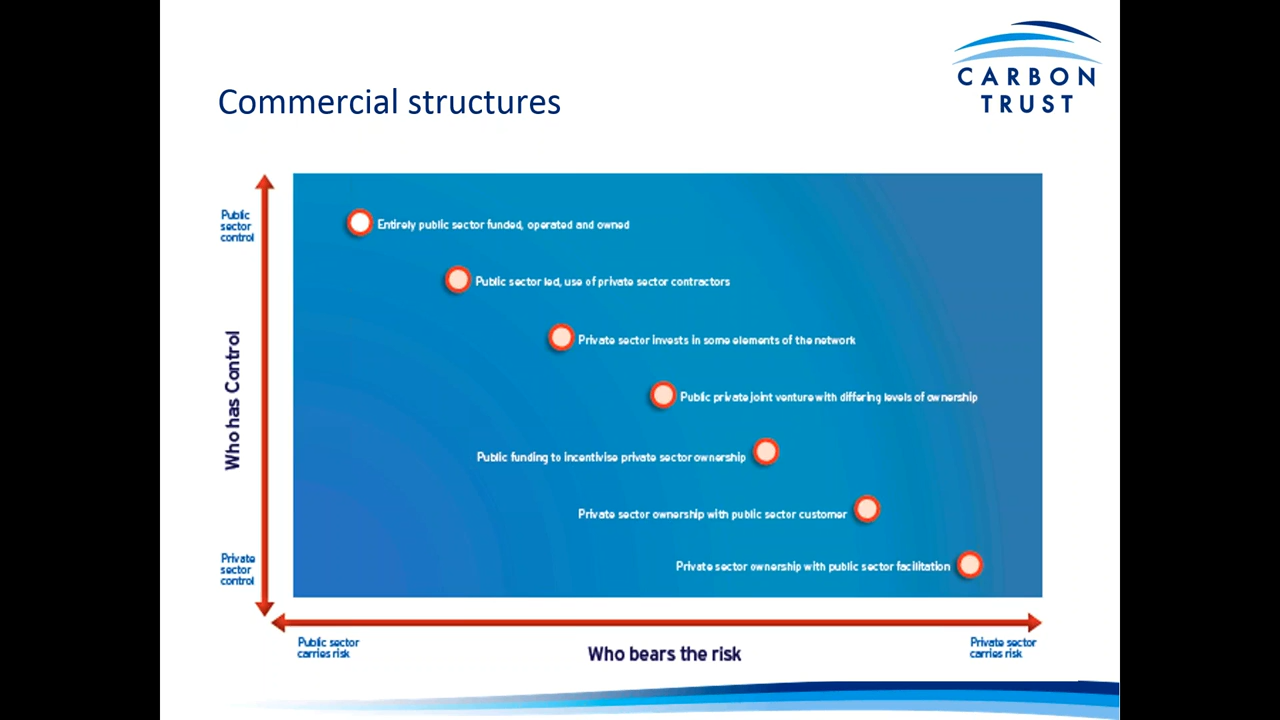 CARBON
TRUST
Commercial structures
Public
sector
control
Entirely public sector funded, operated and owned
Public sector led, use of private sector contractors
Private sector invests in some elements of the network
Who has Control
Public private joint venture with differing levels of ownership
Public funding to incentivise private sector ownership
Private sector ownership with public sector customer
Private
sector
control
Private sector ownership with public sector facilitation
Public sector
carries risk
Who bears the risk
Private sector
carries risk